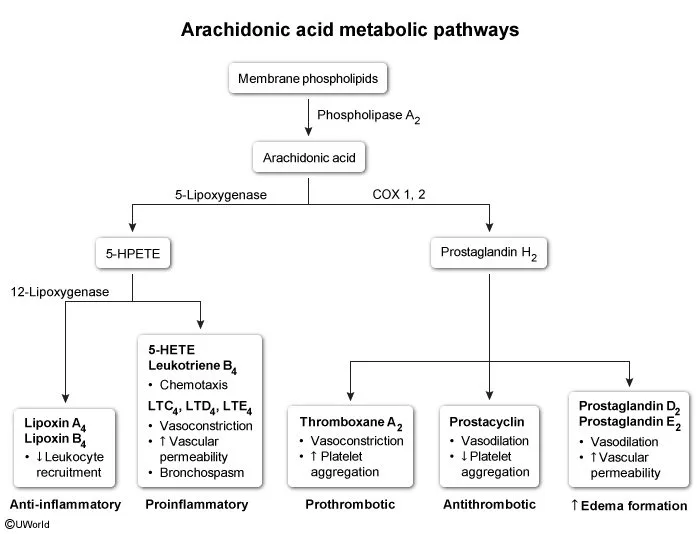 Arachidonic acid metabolic pathways
Membrane phospholipids
Phospholipase A2
Arachidonic acid
5-Lipoxygenase
COX 1, 2
5-HPETE
Prostaglandin H2
12-Lipoxygenase
Lipoxin A4
Lipoxin B4
• ↓Leukocyte
recruitment
Anti-inflammatory
5-HETE
Leukotriene B4
• Chemotaxis
LTC4, LTD4, LTE4
• Vasoconstriction
• ↑Vascular
permeability
• Bronchospasm
Proinflammatory
Thromboxane A2
• Vasoconstriction
• ↑Platelet
aggregation
Prothrombotic
Prostacyclin
• Vasodilation
• ↓Platelet
aggregation
Antithrombotic
Prostaglandin D2
Prostaglandin E2
• Vasodilation
• ↑Vascular
permeability
↑Edema formation
©UWorld